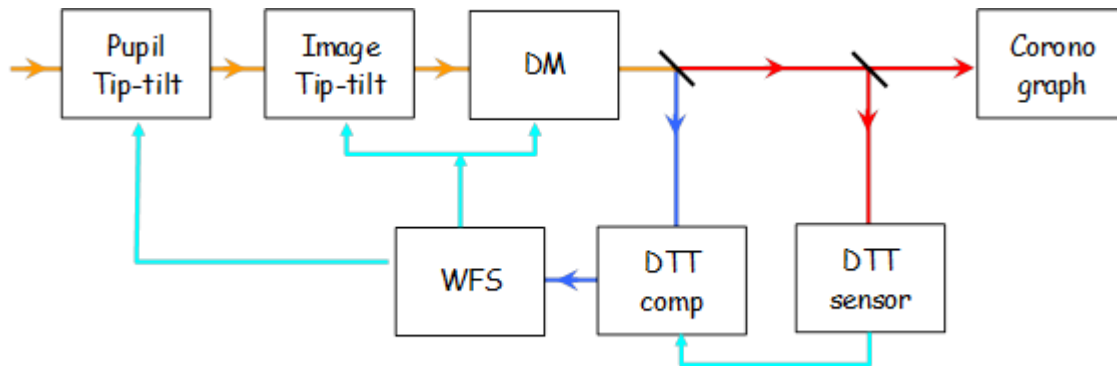 Pupil
Tip-tilt
Image
Tip-tilt
DM
Corono
graph
WFS
DTT
comp
DTT
sensor